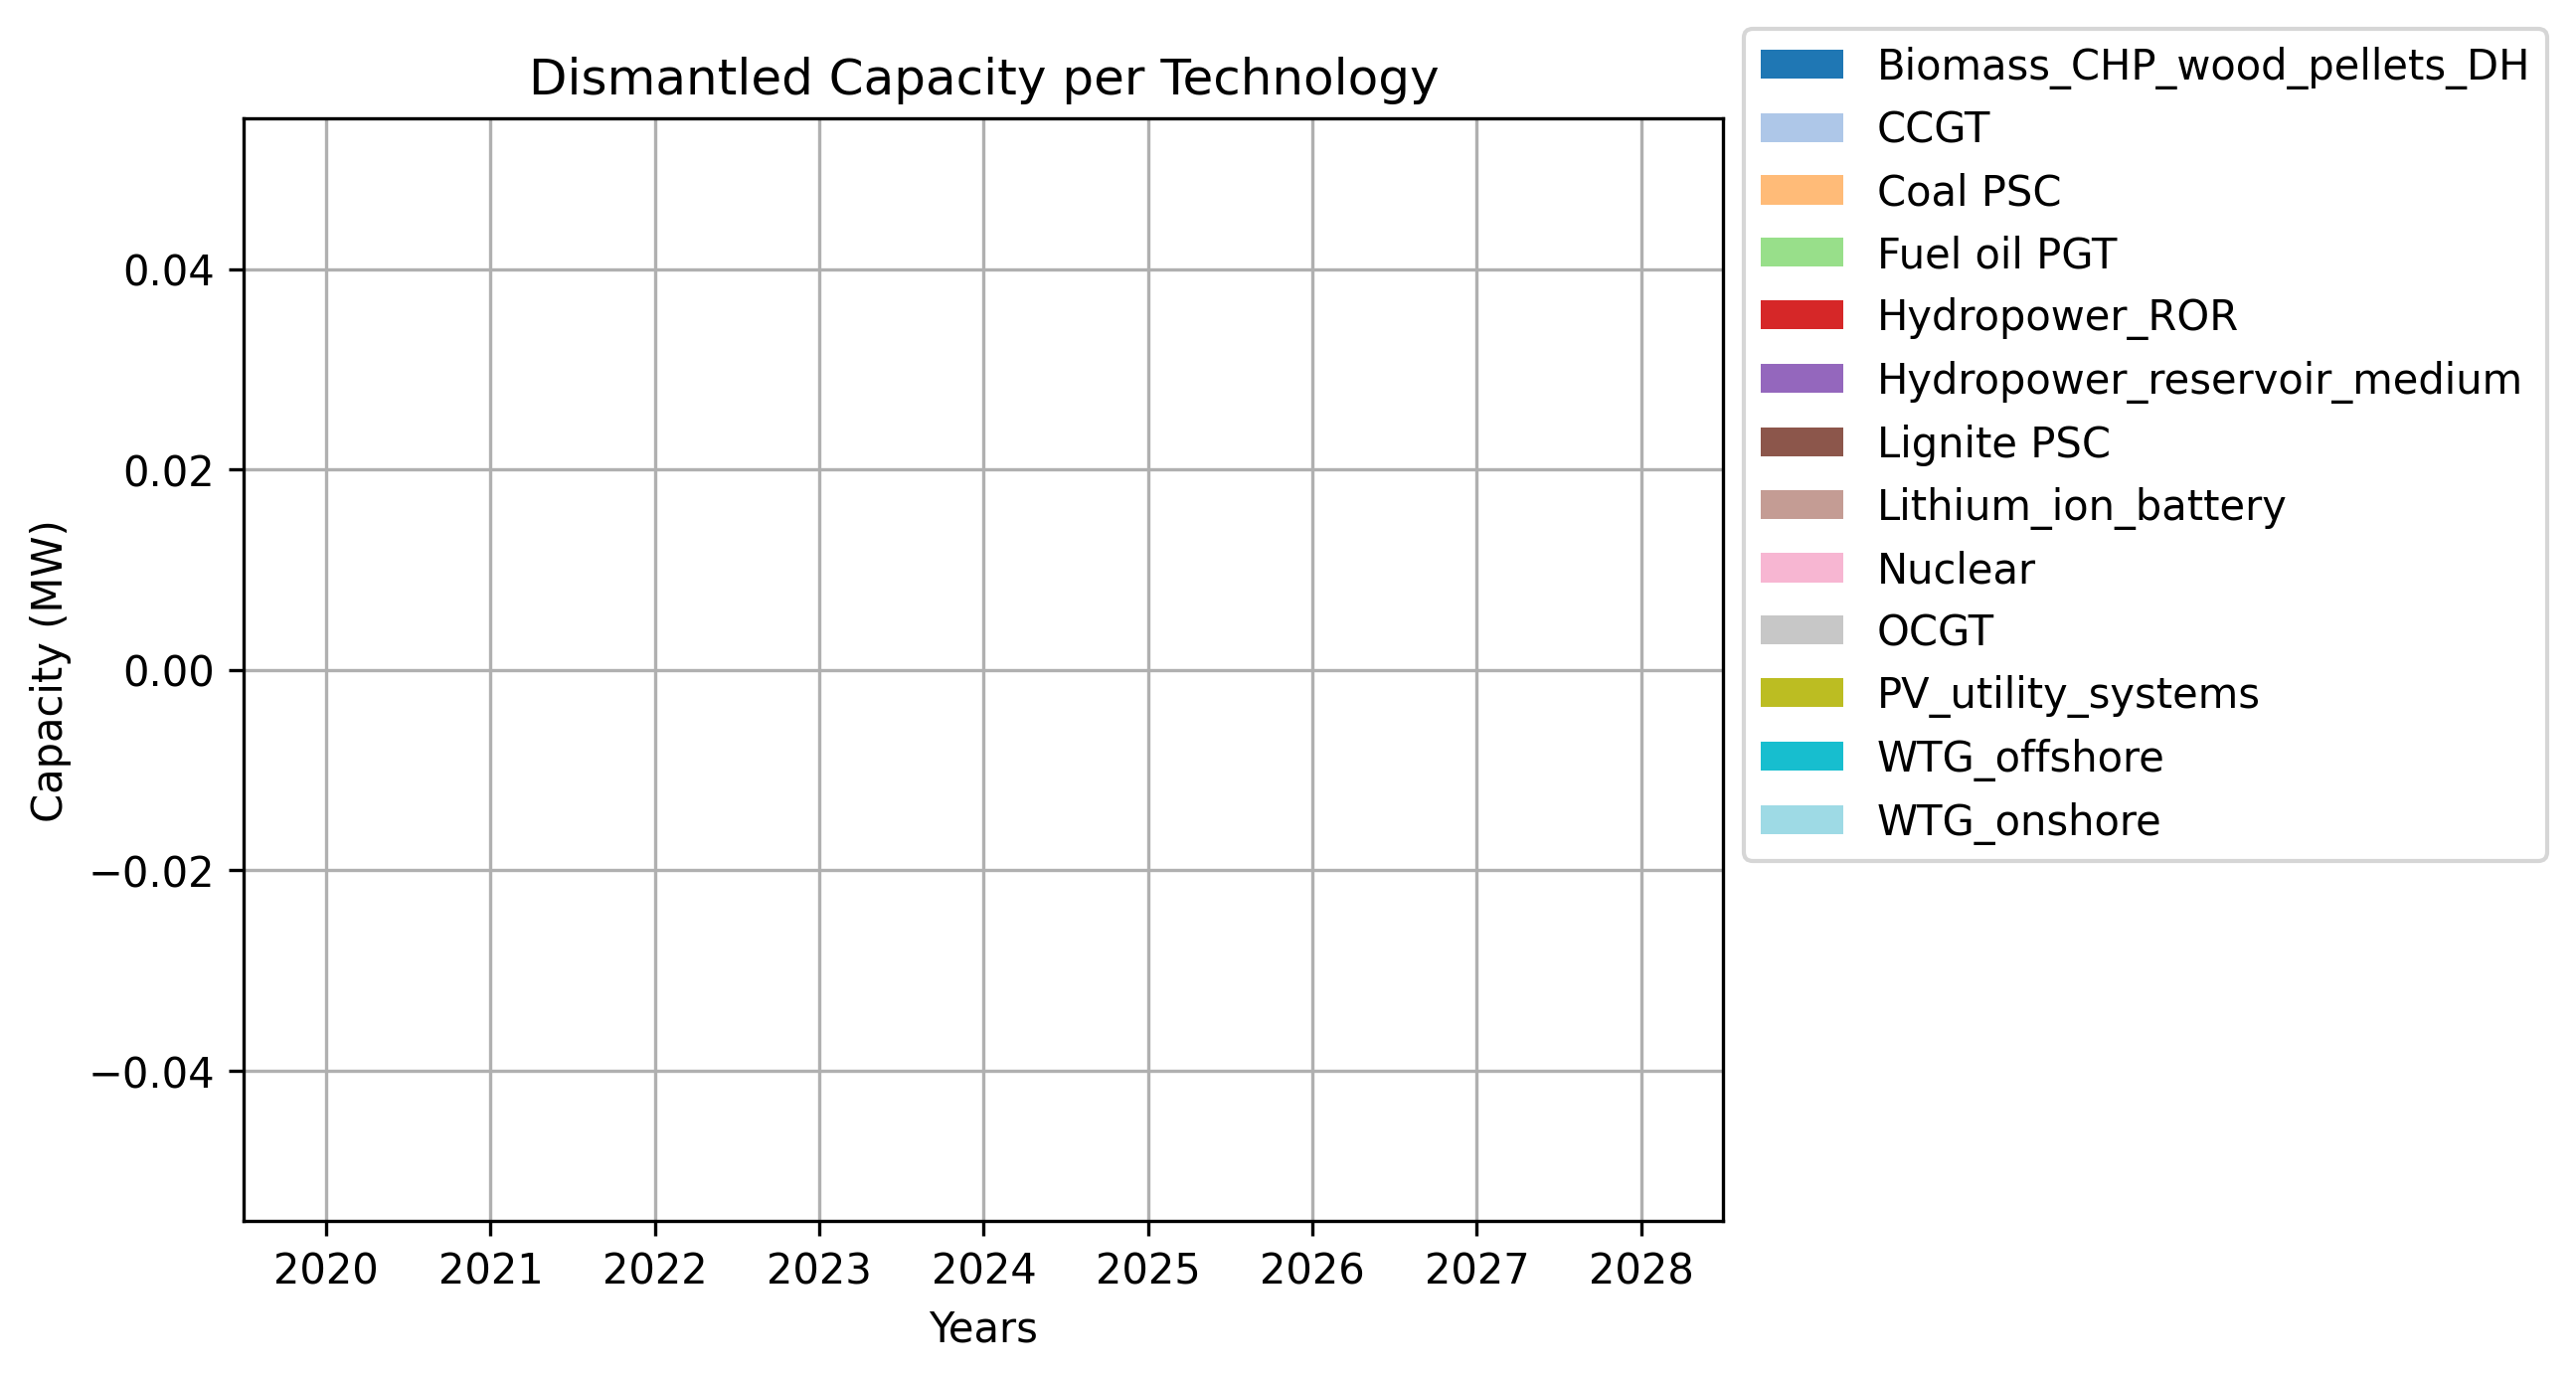 Dismantled Capacity per Technology
Capacity (MW)
0.04
0.02
0.00
−0.02
−0.04
2020 2021 2022 2023 2024 2025 2026 2027 2028
Years
Biomass_CHP_wood_pellets_DH
CCGT
Coal PSC
Fuel oil PGT
Hydropower_ROR
Hydropower_reservoir_medium
Lignite PSC
Lithium_ion_battery
Nuclear
OCGT
PV_utility_systems
WTG_offshore
WTG_onshore